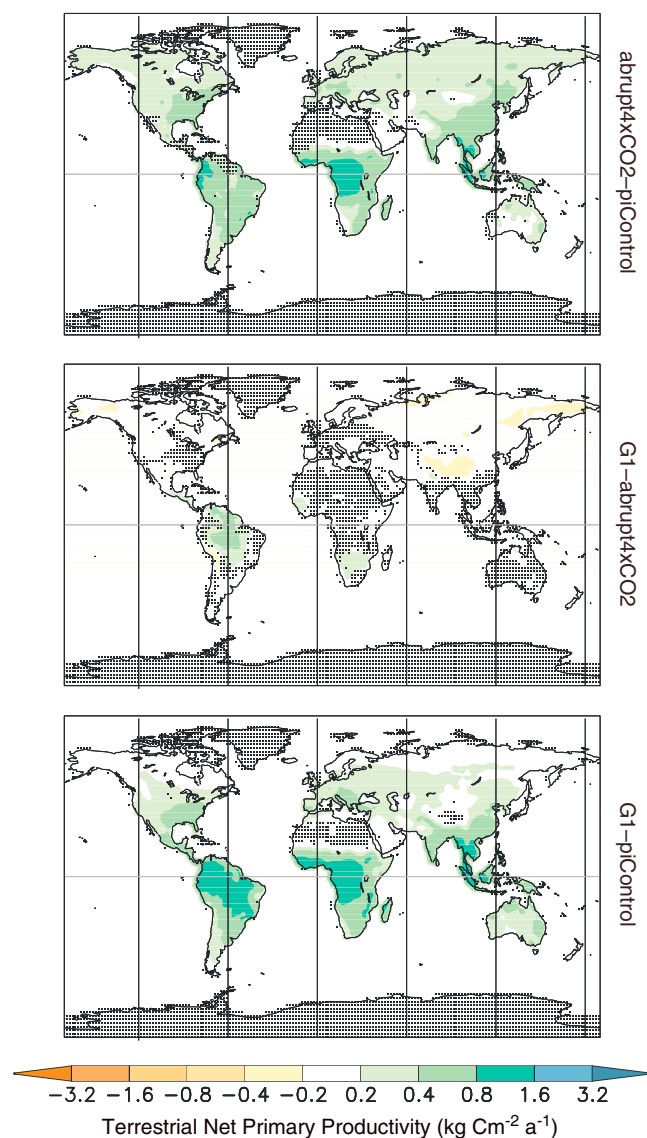 abrupt4xCO2–piControl
G1–abrupt4xCO2
G1–piControl
−3.2 −1.6 −0.8 −0.4 −0.2 0.2 0.4 0.8 1.6 3.2
Terrestrial Net Primary Productivity (kg Cm⁻² a⁻¹)